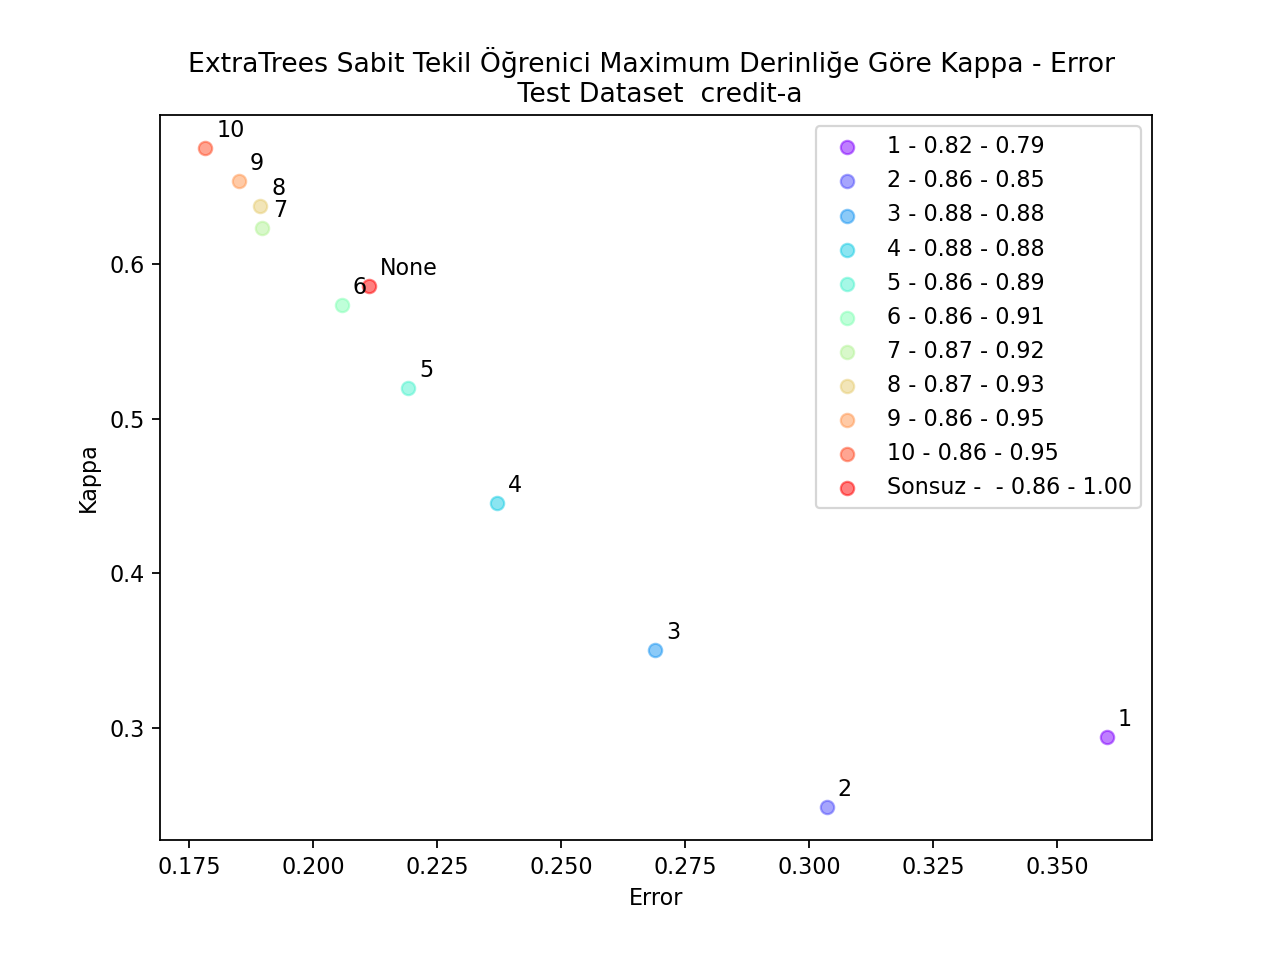 ExtraTrees Sabit Tekil Öğrenici Maximum Derinliğe Göre Kappa - Error
Test Dataset  credit-a
10
9
8
7
None
6
5
4
3
1
2
1 - 0.82 - 0.79
2 - 0.86 - 0.85
3 - 0.88 - 0.88
4 - 0.88 - 0.88
5 - 0.86 - 0.89
6 - 0.86 - 0.91
7 - 0.87 - 0.92
8 - 0.87 - 0.93
9 - 0.86 - 0.95
10 - 0.86 - 0.95
Sonsuz -  - 0.86 - 1.00
0.6
0.5
0.4
0.3
Kappa
0.175 0.200 0.225 0.250 0.275 0.300 0.325 0.350
Error